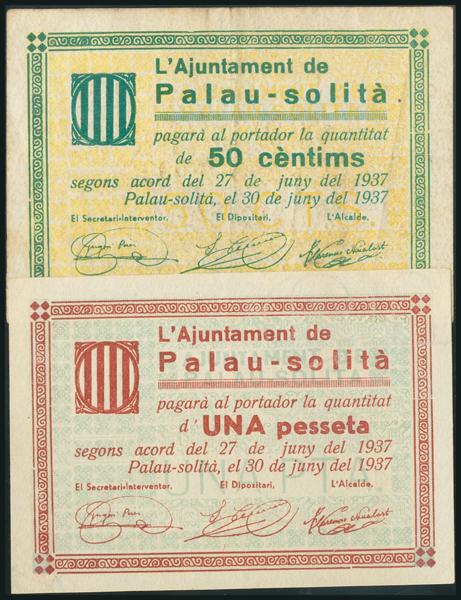 L'Ajuntament de
Palau-solità
pagarà al portador la quantitat
de 50 cèntims
segons acord del 27 de juny del 1937
Palau-solità, el 30 de juny del 1937
El Secretari-Interventor. El Dipositari, L'Alcalde.
L'Ajuntament de
Palau-solità
pagarà al portador la quantitat
d'UNA pesseta
segons acord del 27 de juny del 1937
Palau-solità, el 30 de juny del 1937
El Secretari-Interventor. El Dipositari, L'Alcalde.